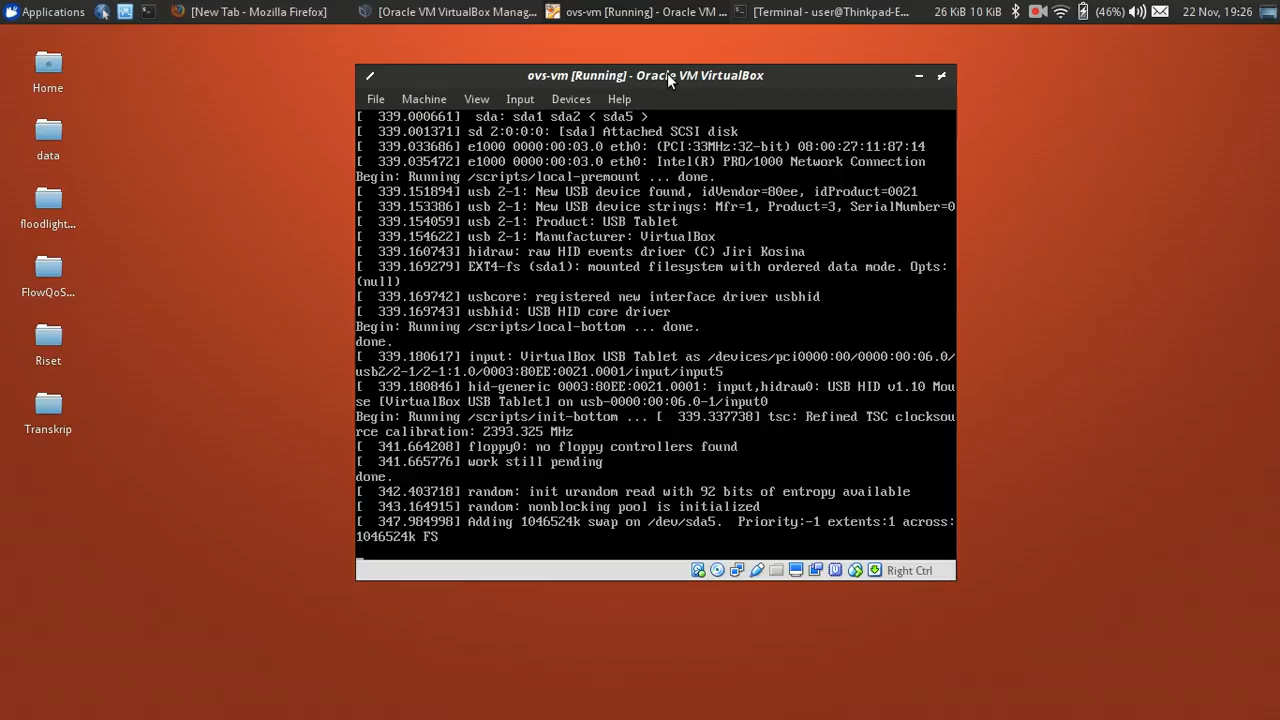 Applications
[New Tab - Mozilla Firefox]
[Oracle VM VirtualBox Manag...
ovs-vm [Running] - Oracle VM ...
[Terminal - user@Thinkpad-E...
26 KiB 10 KiB
(46%)
22 Nov, 19:26
Home
data
floodlight...
FlowQoS...
Riset
Transkrip
ovs-vm [Running] - Oracle VM VirtualBox
File Machine View Input Devices Help
[  339.000661]  sda: sda1 sda2 < sda5 >
[  339.001371] sd 2:0:0:0: [sda] Attached SCSI disk
[  339.033686] e1000 0000:00:03.0 eth0: (PCI:33MHz:32-bit) 08:00:27:11:87:14
[  339.035472] e1000 0000:00:03.0 eth0: Intel(R) PRO/1000 Network Connection
Begin: Running /scripts/local-premount ... done.
[  339.151894] usb 2-1: New USB device found, idVendor=80ee, idProduct=0021
[  339.153386] usb 2-1: New USB device strings: Mfr=1, Product=3, SerialNumber=0
[  339.154059] usb 2-1: Product: USB Tablet
[  339.154622] usb 2-1: Manufacturer: VirtualBox
[  339.160743] hidraw: raw HID events driver (C) Jiri Kosina
[  339.169279] EXT4-fs (sda1): mounted filesystem with ordered data mode. Opts:
(null)
[  339.169742] usbcore: registered new interface driver usbhid
[  339.169743] usbhid: USB HID core driver
Begin: Running /scripts/local-bottom ... done.
done.
[  339.180617] input: VirtualBox USB Tablet as /devices/pci0000:00/0000:00:06.0/
usb2/2-1/2-1:1.0/0003:80EE:0021.0001/input/input5
[  339.180846] hid-generic 0003:80EE:0021.0001: input,hidraw0: USB HID v1.10 Mou
se [VirtualBox USB Tablet] on usb-0000:00:06.0-1/input0
Begin: Running /scripts/init-bottom ... [  339.337738] tsc: Refined TSC clocksou
rce calibration: 2393.325 MHz
[  341.664208] floppy0: no floppy controllers found
[  341.665776] work still pending
done.
[  342.403718] random: init urandom read with 92 bits of entropy available
[  343.164915] random: nonblocking pool is initialized
[  347.984998] Adding 1046524k swap on /dev/sda5.  Priority:-1 extents:1 across:
1046524k FS
Right Ctrl